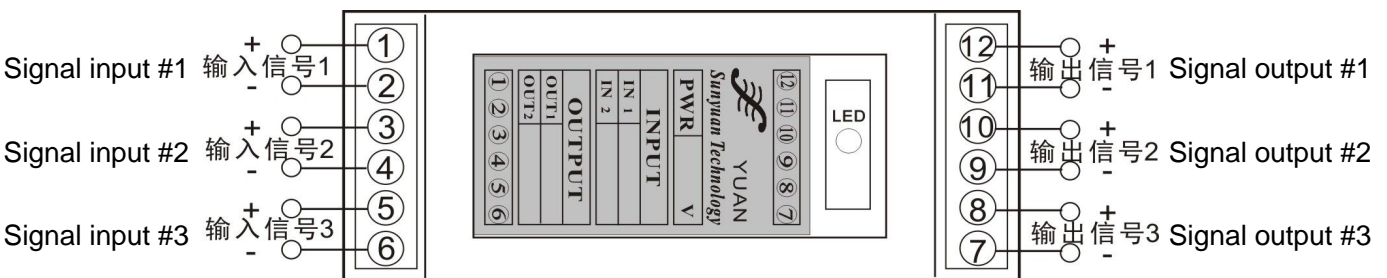 + ① ⑫ +
Signal input #1 输入信号1 输出信号1 Signal output #1
- ② ⑪ -
+ ③ ⑩ +
Signal input #2 输入信号2 输出信号2 Signal output #2
- ④ ⑨ -
+ ⑤ ⑧ +
Signal input #3 输入信号3 输出信号3 Signal output #3
- ⑥ ⑦ -
⑫ ⑪ ⑩ ⑨ ⑧ ⑦
YUAN
Sunyuan Technology
PWR V
INPUT
IN 1
IN 2
OUTPUT
OUT1
OUT2
① ② ③ ④ ⑤ ⑥
LED